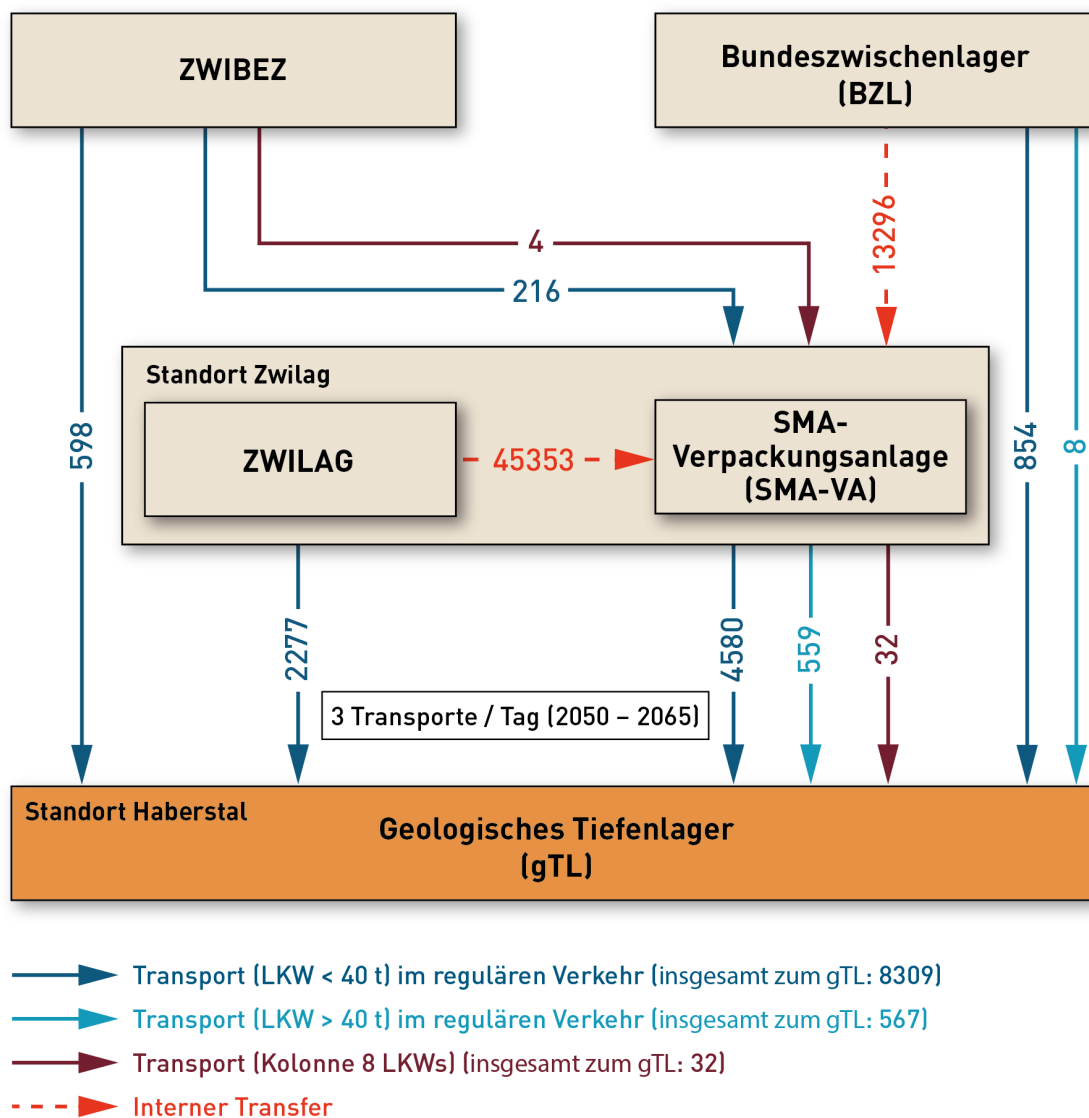 ZWIBEZ
Bundeszwischenlager
(BZL)
4
216
13296
Standort Zwilag
ZWILAG
45353
SMA-
Verpackungsanlage
(SMA-VA)
598
854
8
2277
4580
559
32
3 Transporte / Tag (2050 – 2065)
Standort Haberstal
Geologisches Tiefenlager
(gTL)
Transport (LKW < 40 t) im regulären Verkehr (insgesamt zum gTL: 8309)
Transport (LKW > 40 t) im regulären Verkehr (insgesamt zum gTL: 567)
Transport (Kolonne 8 LKWs) (insgesamt zum gTL: 32)
Interner Transfer